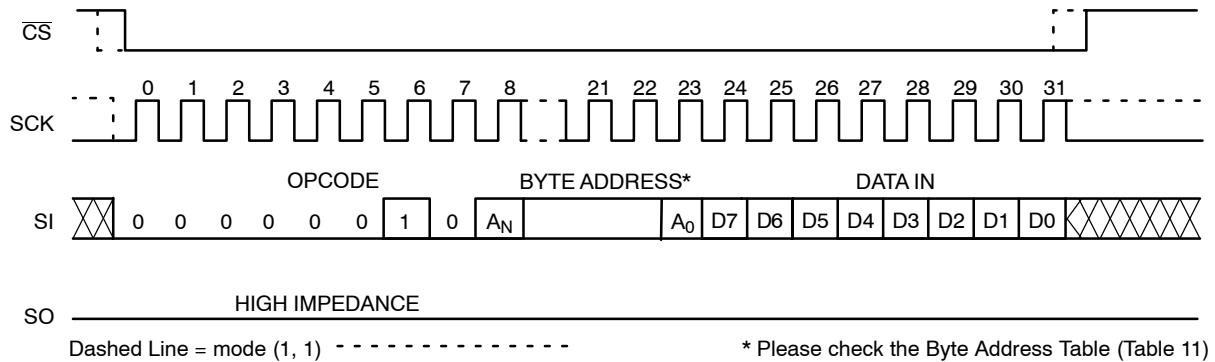 CS
0 1 2 3 4 5 6 7 8 21 22 23 24 25 26 27 28 29 30 31
SCK
OPCODE BYTE ADDRESS* DATA IN
SI 0 0 0 0 0 0 1 0 AN A0 D7 D6 D5 D4 D3 D2 D1 D0
HIGH IMPEDANCE
SO
Dashed Line = mode (1, 1) * Please check the Byte Address Table (Table 11)